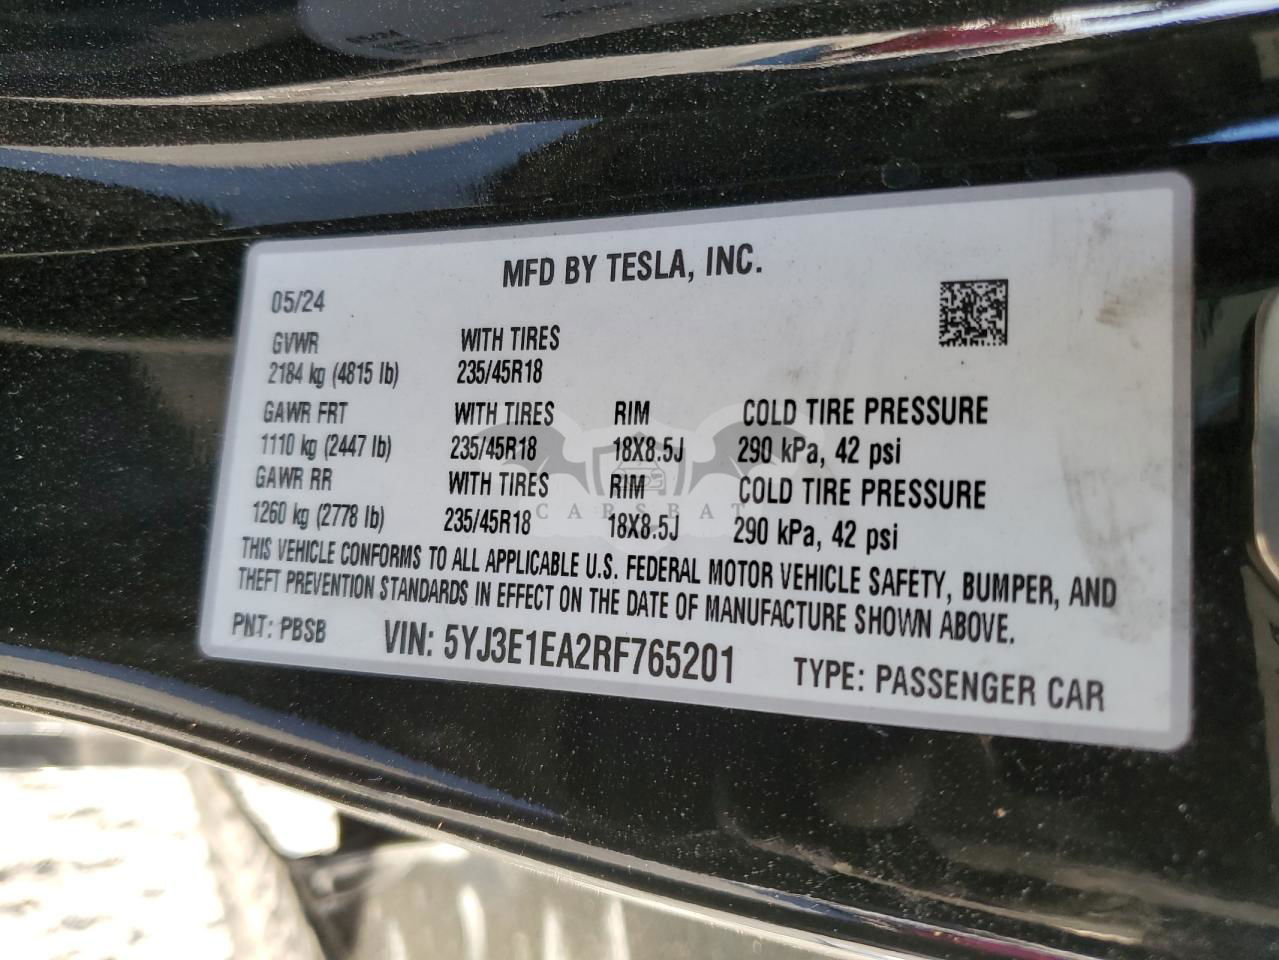 MFD BY TESLA, INC.
05/24
GVWR WITH TIRES
2184 kg (4815 lb) 235/45R18
GAWR FRT WITH TIRES RIM COLD TIRE PRESSURE
1110 kg (2447 lb) 235/45R18 18X8.5J 290 kPa, 42 psi
GAWR RR WITH TIRES RIM COLD TIRE PRESSURE
1260 kg (2778 lb) 235/45R18 18X8.5J 290 kPa, 42 psi
CARSBAT
THIS VEHICLE CONFORMS TO ALL APPLICABLE U.S. FEDERAL MOTOR VEHICLE SAFETY, BUMPER, AND
THEFT PREVENTION STANDARDS IN EFFECT ON THE DATE OF MANUFACTURE SHOWN ABOVE.
PNT: PBSB VIN: 5YJ3E1EA2RF765201 TYPE: PASSENGER CAR